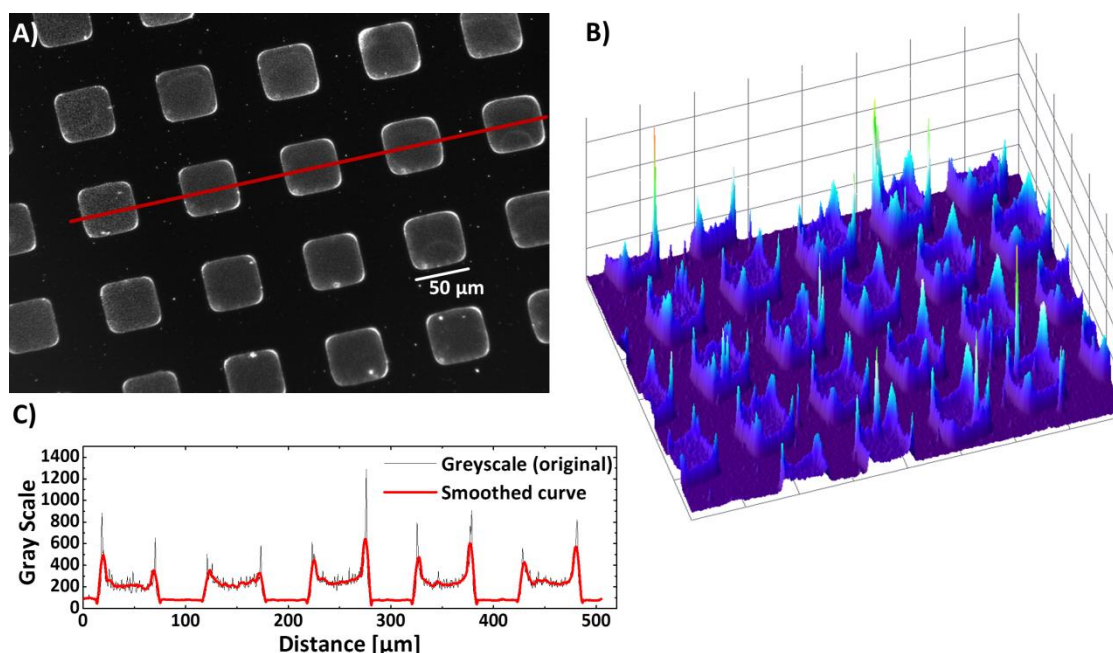 A)
50 μm
B)
C)
1400
1200
1000
800
600
400
200
0
Gray Scale
Greyscale (original)
Smoothed curve
0
100
200
300
400
500
Distance [μm]